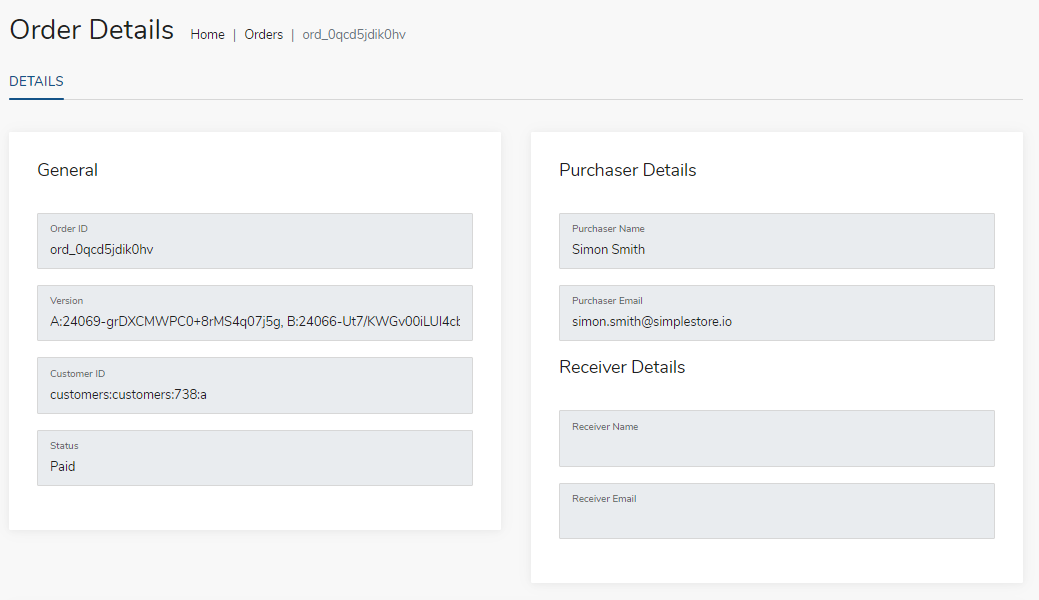 Order Details Home | Orders | ord_0qcd5jdik0hv
DETAILS
General
Order ID
ord_0qcd5jdik0hv
Version
A:24069-grDXCMWPC0+8rMS4q07j5g, B:24066-Ut7/KWGv00iLUl4ct
Customer ID
customers:customers:738:a
Status
Paid
Purchaser Details
Purchaser Name
Simon Smith
Purchaser Email
simon.smith@simplestore.io
Receiver Details
Receiver Name
Receiver Email